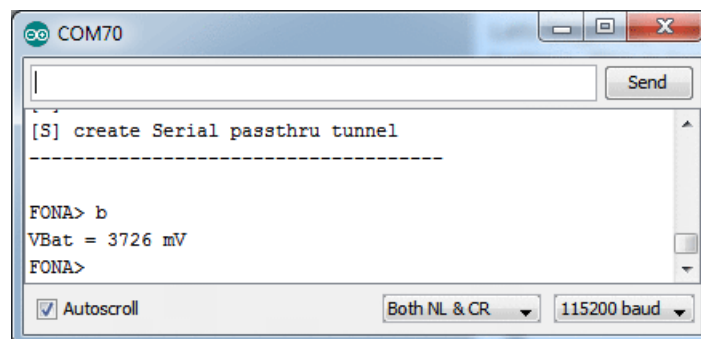 COM70
Send
[S] create Serial passthru tunnel
-------------------------------------
FONA> b
VBat = 3726 mV
FONA>
Autoscroll
Both NL & CR
115200 baud